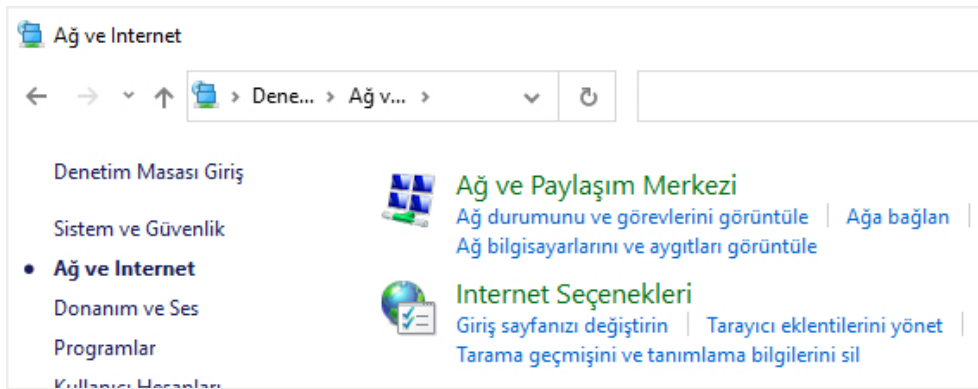 Ağ ve Internet
Dene... Ağ v...
Denetim Masası Giriş
Sistem ve Güvenlik
Ağ ve Internet
Donanım ve Ses
Programlar
Kullanıcı Hesapları
Ağ ve Paylaşım Merkezi
Ağ durumunu ve görevlerini görüntüle Ağa bağlan
Ağ bilgisayarlarını ve aygıtları görüntüle
Internet Seçenekleri
Giriş sayfanızı değiştirin Tarayıcı eklentilerini yönet
Tarama geçmişini ve tanımlama bilgilerini sil